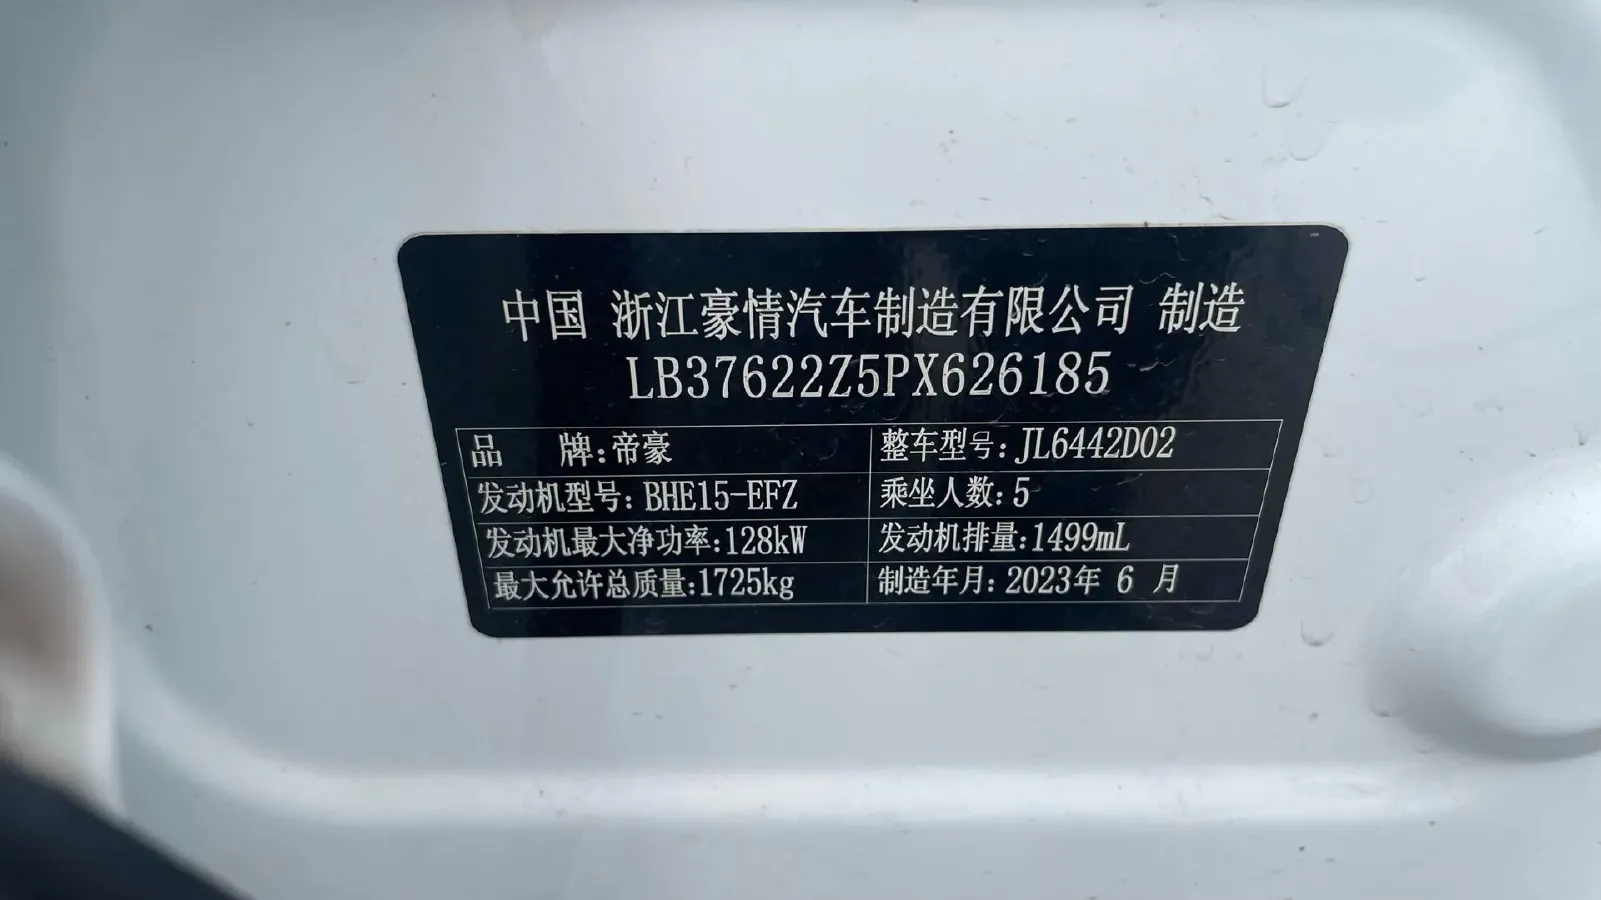 中国 浙江豪情汽车制造有限公司 制造
LB37622Z5PX626185
品 牌:帝豪 整车型号:JL6442D02
发动机型号:BHE15-EFZ 乘坐人数:5
发动机最大净功率:128kW 发动机排量:1499mL
最大允许总质量:1725kg 制造年月:2023年 6 月